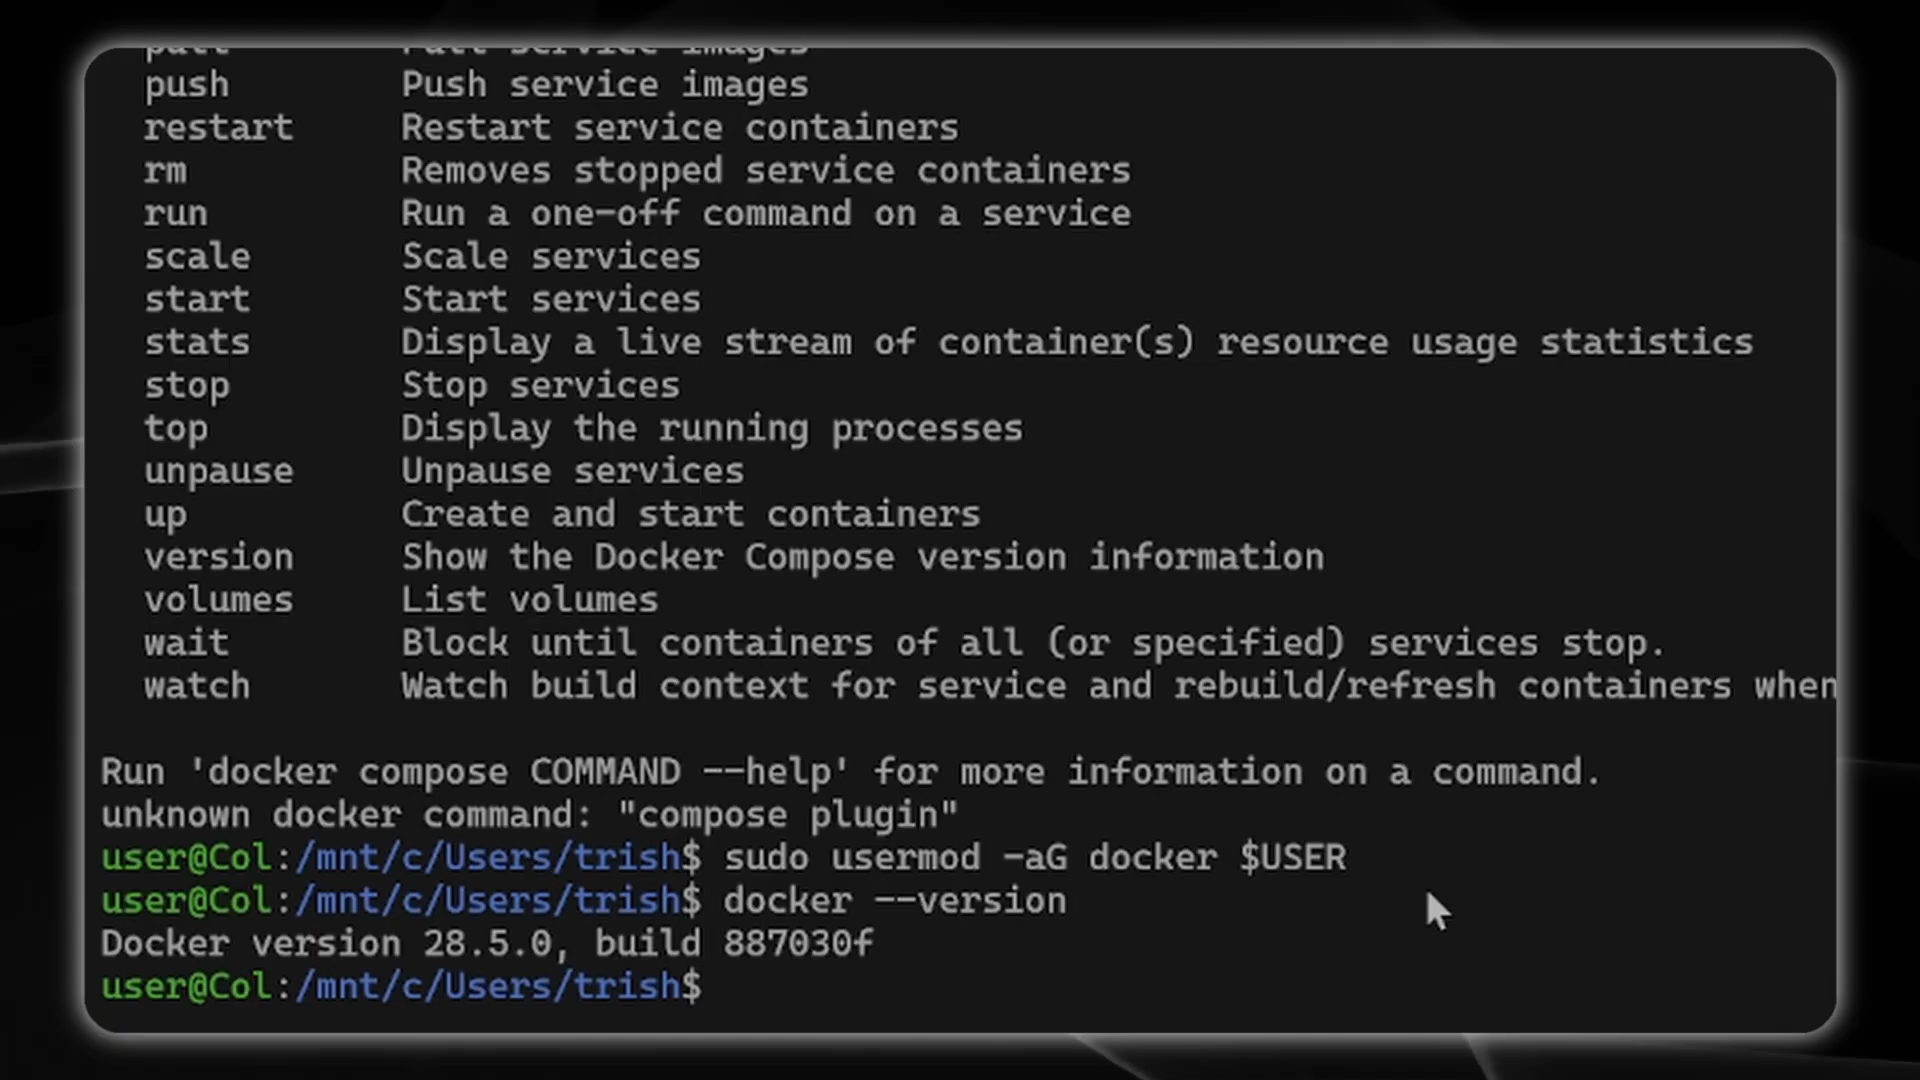 pull Pull service images
push Push service images
restart Restart service containers
rm Removes stopped service containers
run Run a one-off command on a service
scale Scale services
start Start services
stats Display a live stream of container(s) resource usage statistics
stop Stop services
top Display the running processes
unpause Unpause services
up Create and start containers
version Show the Docker Compose version information
volumes List volumes
wait Block until containers of all (or specified) services stop.
watch Watch build context for service and rebuild/refresh containers when
Run 'docker compose COMMAND --help' for more information on a command.
unknown docker command: "compose plugin"
user@Col:/mnt/c/Users/trish$ sudo usermod -aG docker $USER
user@Col:/mnt/c/Users/trish$ docker --version
Docker version 28.5.0, build 887030f
user@Col:/mnt/c/Users/trish$